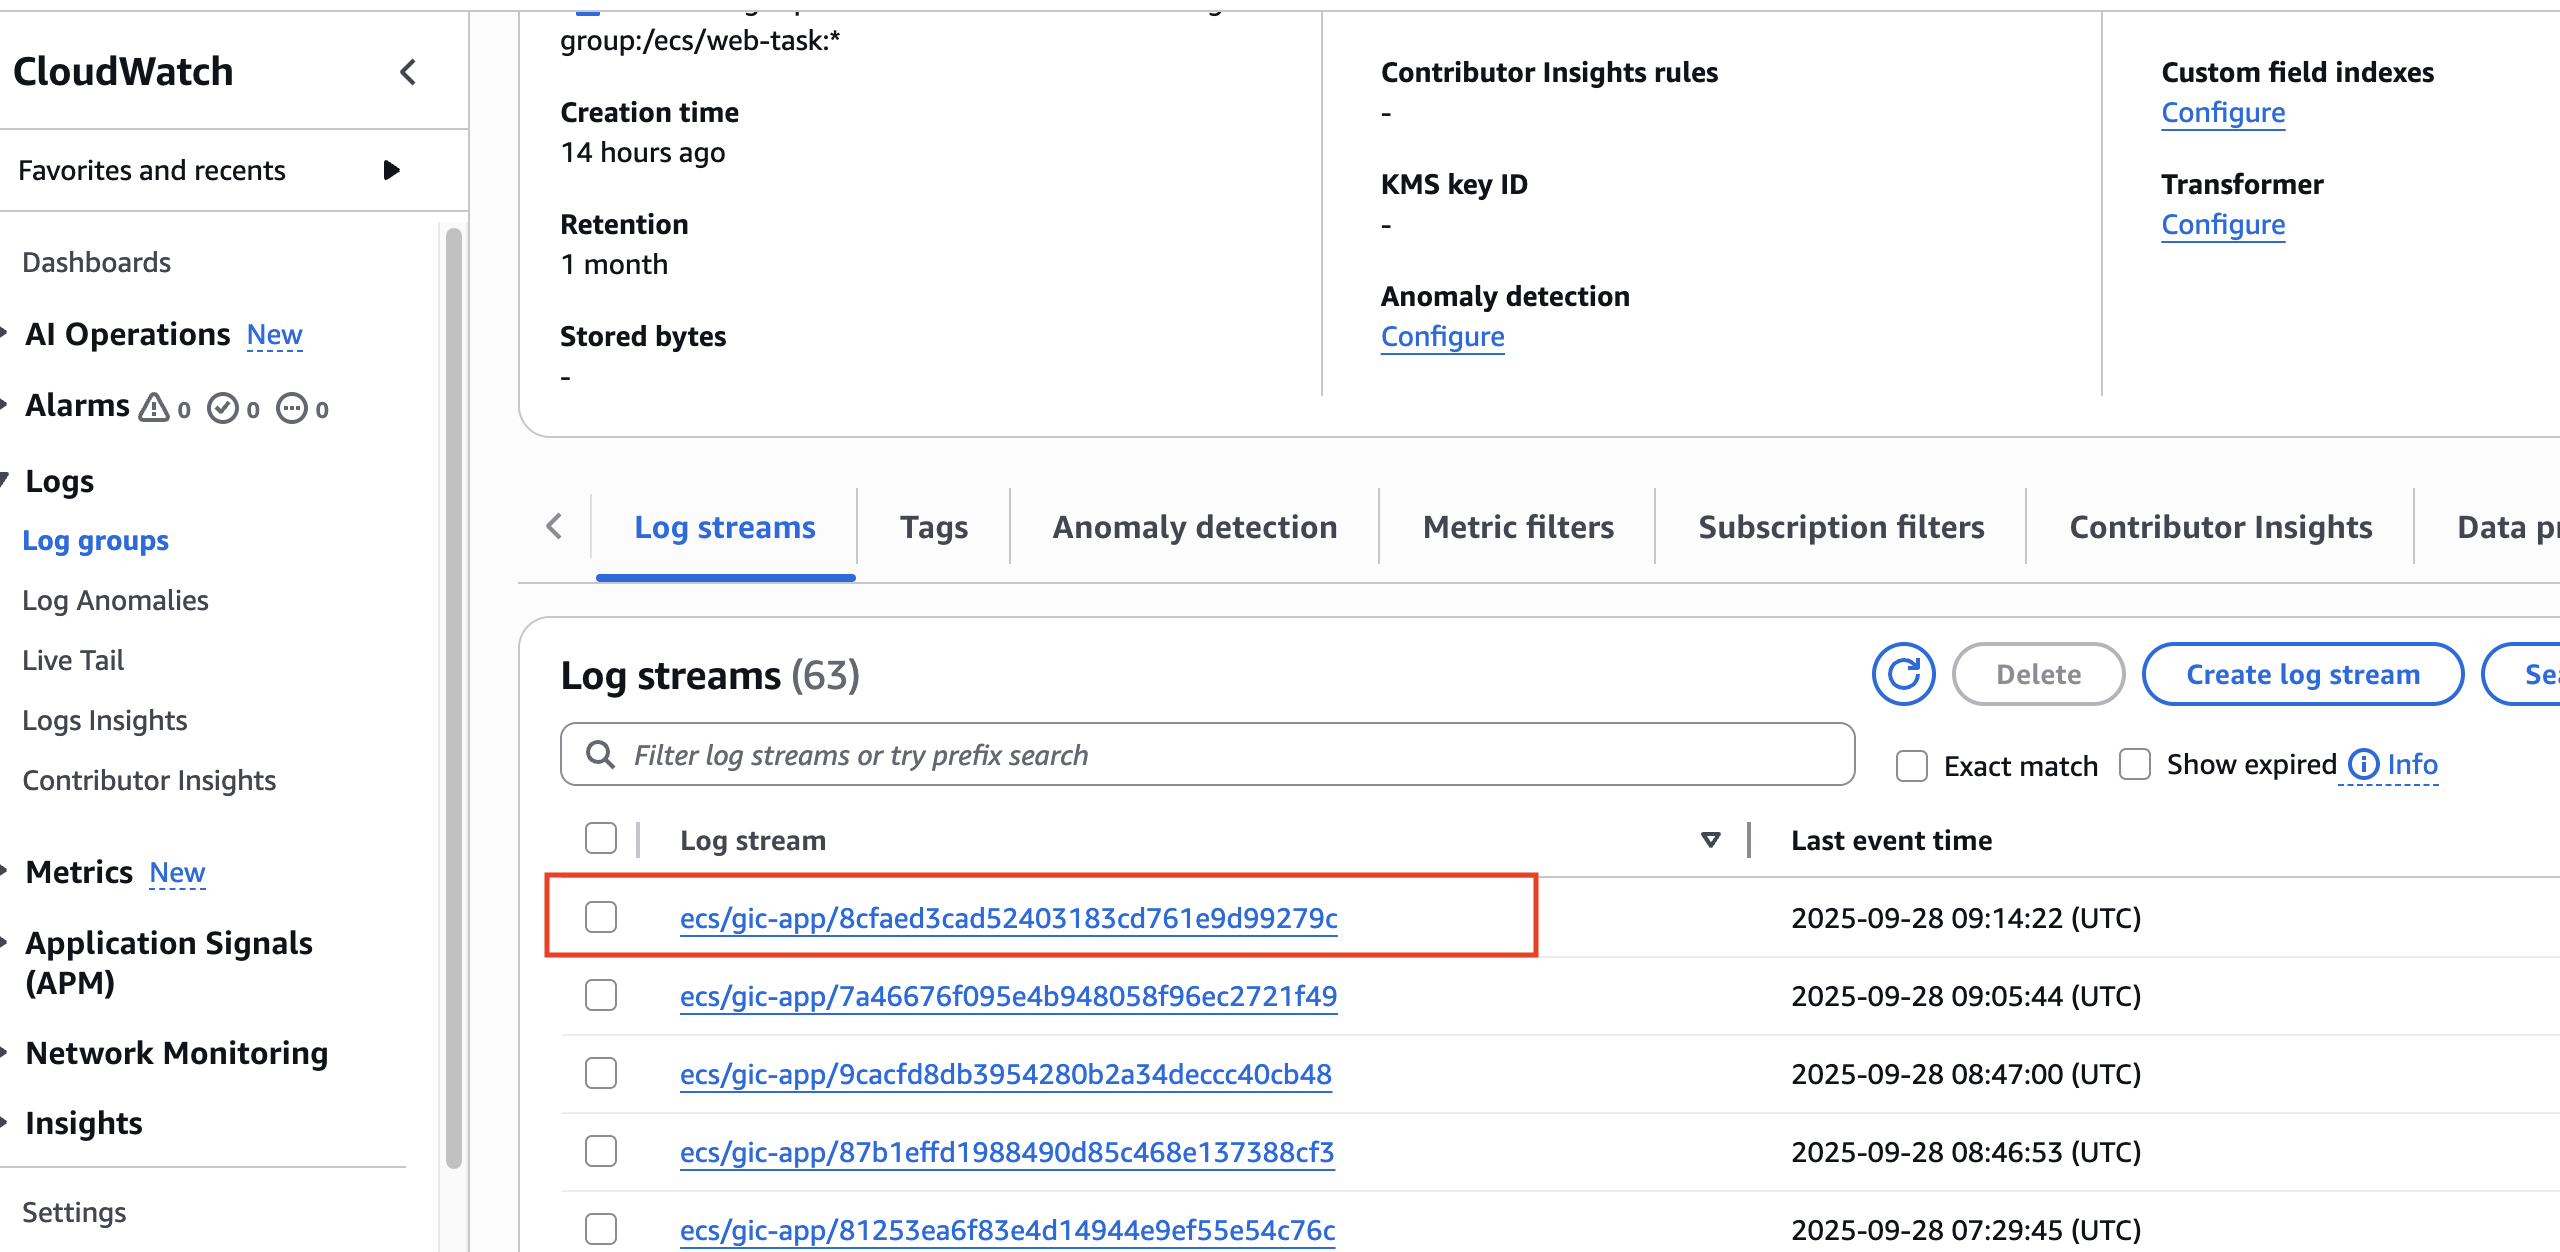 CloudWatch
Favorites and recents
Dashboards
AI Operations New
Alarms 0 0 0
Logs
Log groups
Log Anomalies
Live Tail
Logs Insights
Contributor Insights
Metrics New
Application Signals
(APM)
Network Monitoring
Insights
Settings
group:/ecs/web-task:*
Creation time
14 hours ago
Retention
1 month
Stored bytes
-
Contributor Insights rules
-
KMS key ID
-
Anomaly detection
Configure
Custom field indexes
Configure
Transformer
Configure
Log streams Tags Anomaly detection Metric filters Subscription filters Contributor Insights Data
Log streams (63)
Delete Create log stream
Filter log streams or try prefix search
Exact match Show expired Info
Log stream Last event time
ecs/gic-app/8cfaed3cad52403183cd761e9d99279c 2025-09-28 09:14:22 (UTC)
ecs/gic-app/7a46676f095e4b948058f96ec2721f49 2025-09-28 09:05:44 (UTC)
ecs/gic-app/9cacfd8db3954280b2a34deccc40cb48 2025-09-28 08:47:00 (UTC)
ecs/gic-app/87b1effd1988490d85c468e137388cf3 2025-09-28 08:46:53 (UTC)
ecs/gic-app/81253ea6f83e4d14944e9ef55e54c76c 2025-09-28 07:29:45 (UTC)